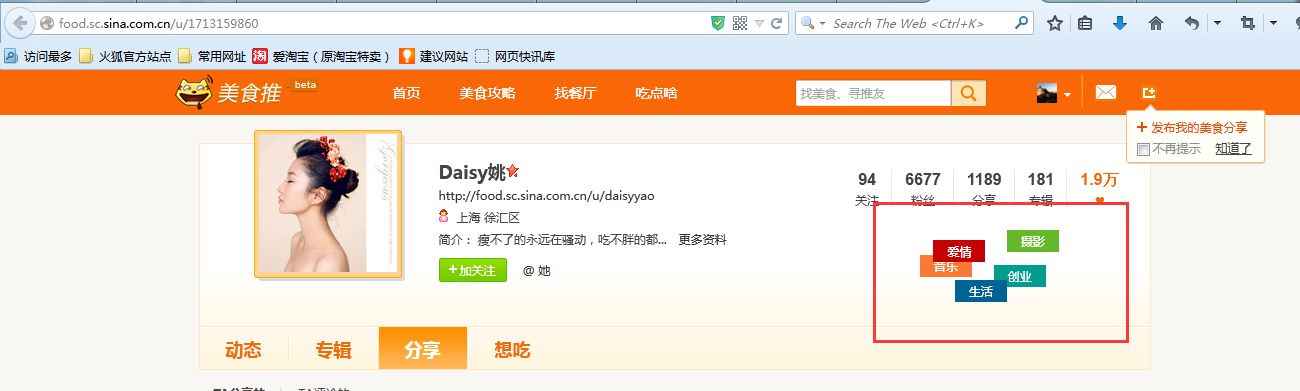 food.sc.sina.com.cn/u/1713159860
Search The Web <Ctrl+K>
访问最多 火狐官方站点 常用网址 淘 爱淘宝（原淘宝特卖） 建议网站 网页快讯库
美食推 beta 首页 美食攻略 找餐厅 吃点啥 找美食、寻推友
+ 发布我的美食分享
不再提示 知道了
Gorgeous
Daisy姚
http://food.sc.sina.com.cn/u/daisyyao
上海 徐汇区
简介： 瘦不了的永远在骚动，吃不胖的都... 更多资料
+加关注 @ 她
94 6677 1189 181 1.9万
关注 粉丝 分享 专辑
摄影
爱情
音乐
创业
生活
动态 专辑 分享 想吃